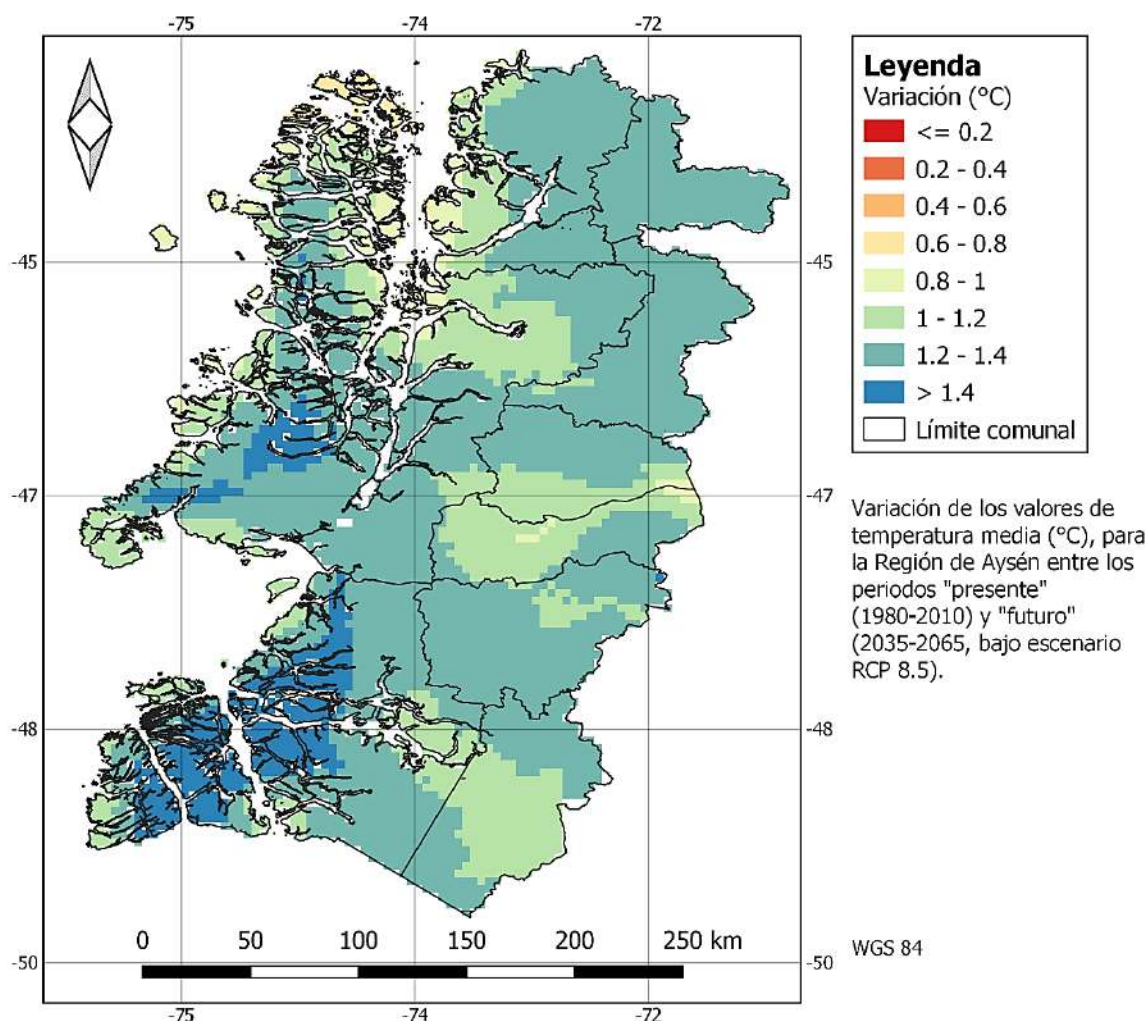 -75 -74 -72
-45
-47
-48
-50
-45
-47
-48
-50
0 50 100 150 200 250 km
-75 -74 -72
Leyenda
Variación (°C)
<= 0.2
0.2 - 0.4
0.4 - 0.6
0.6 - 0.8
0.8 - 1
1 - 1.2
1.2 - 1.4
> 1.4
Límite comunal
Variación de los valores de
temperatura media (°C), para
la Región de Aysén entre los
periodos "presente"
(1980-2010) y "futuro"
(2035-2065, bajo escenario
RCP 8.5).
WGS 84